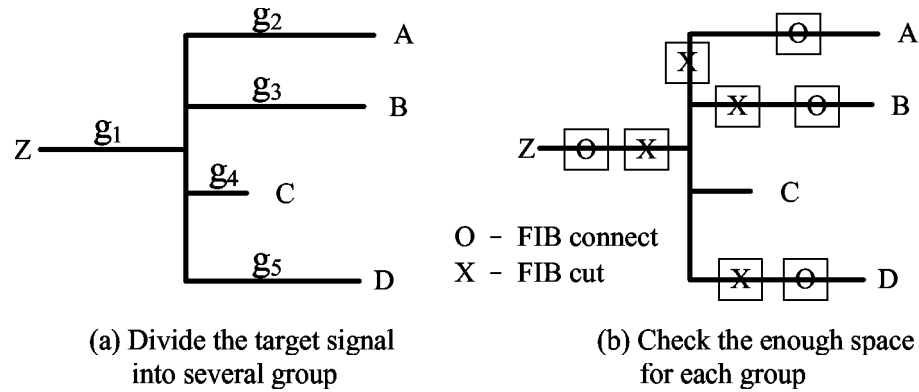 g2
A
g3
B
Z
g1
g4
C
g5
D
(a) Divide the target signal
into several group
O
A
X
X
O
B
Z
O
X
C
O - FIB connect
X - FIB cut
X
O
D
(b) Check the enough space
for each group